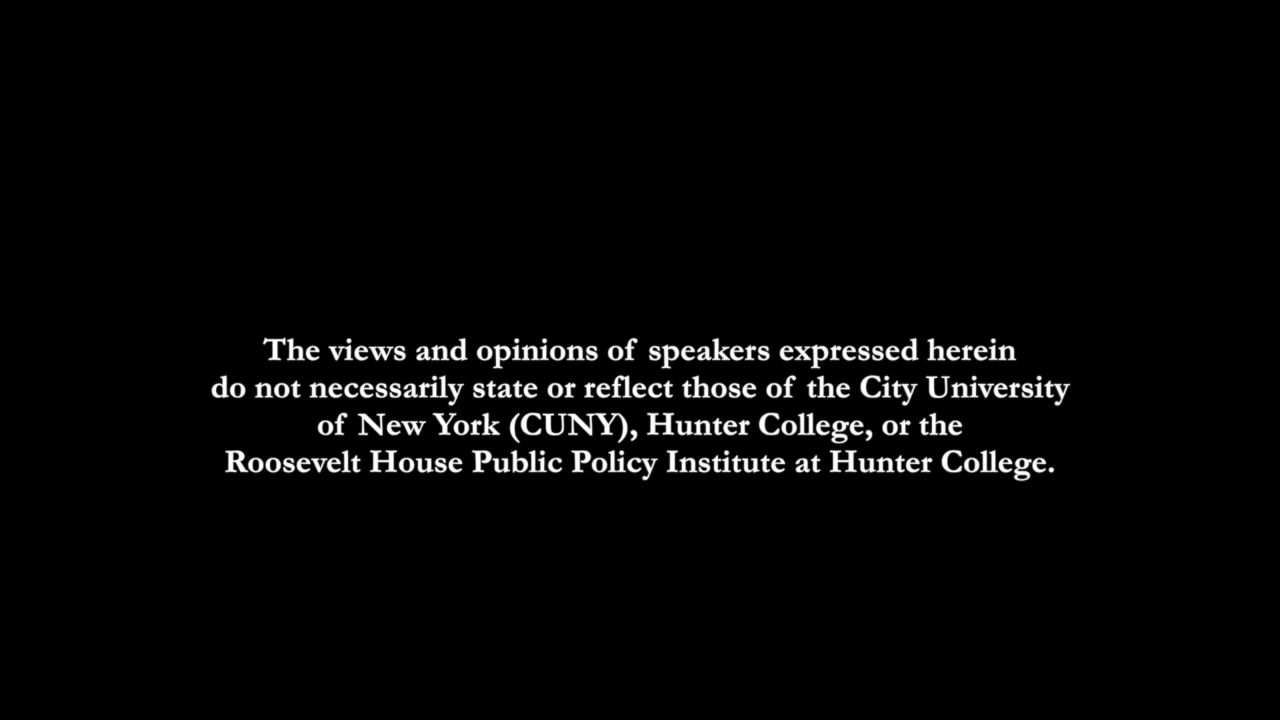 The views and opinions of speakers expressed herein
do not necessarily state or reflect those of the City University
of New York (CUNY), Hunter College, or the
Roosevelt House Public Policy Institute at Hunter College.